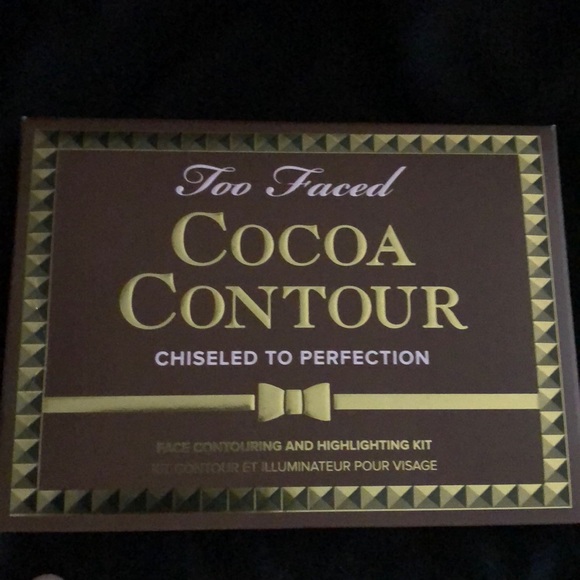 Too Faced
COCOA
CONTOUR
CHISELED TO PERFECTION
FACE CONTOURING AND HIGHLIGHTING KIT
KIT CONTOUR ET ILLUMINATEUR POUR VISAGE